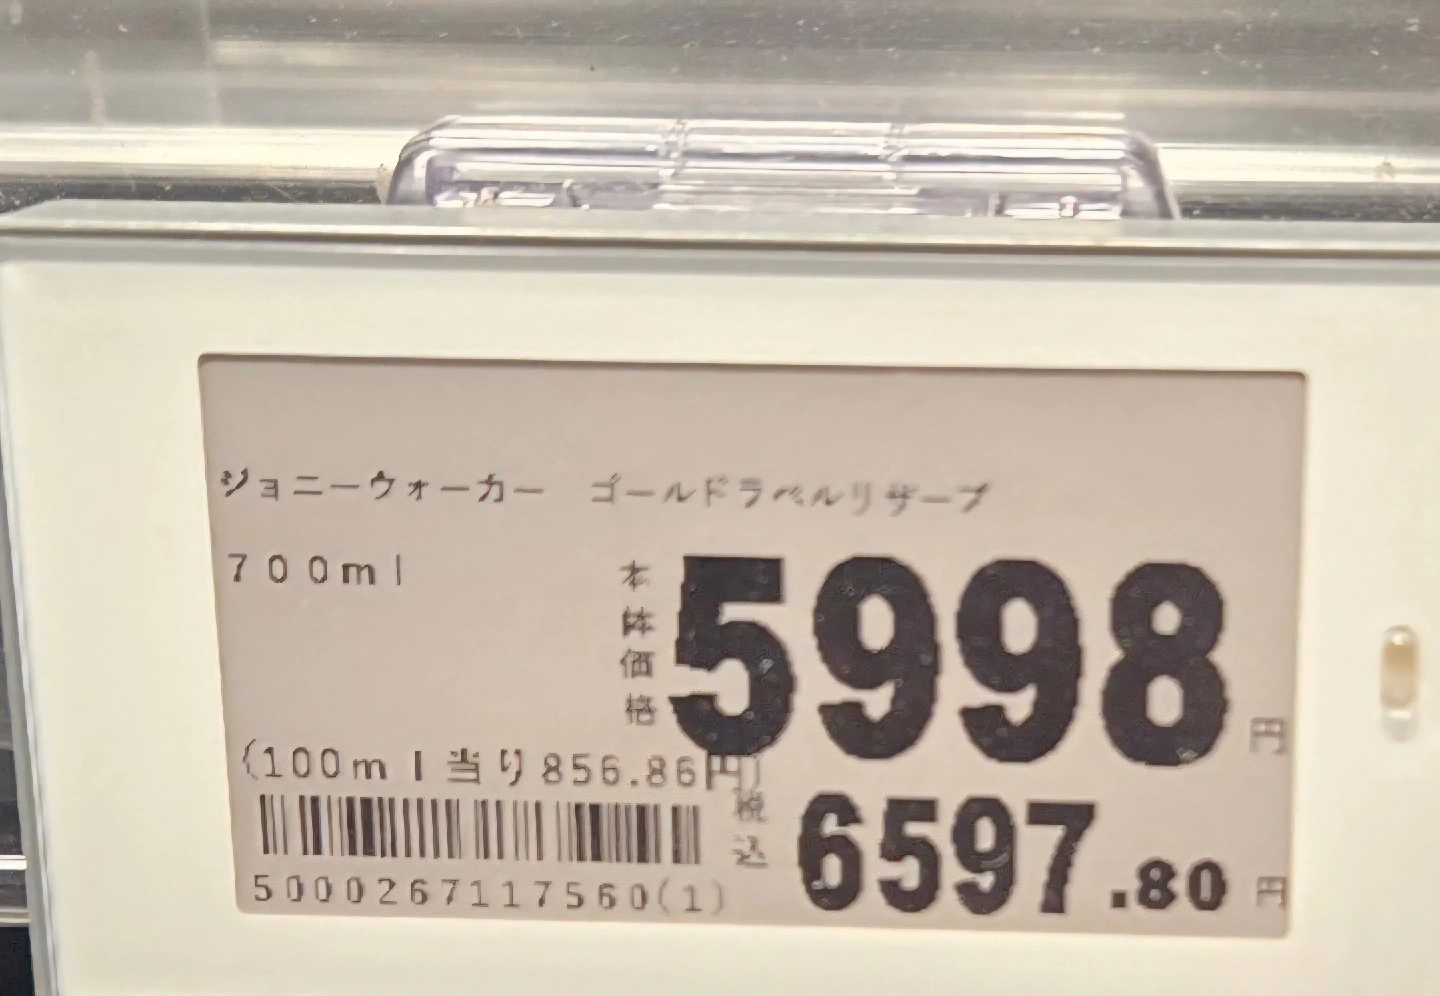 ジョニーウォーカー　ゴールドラベルリザーブ
700ml
本体価格 5998円
(100ml当り856.86円)
税込 6597.80円
5000267117560(1)